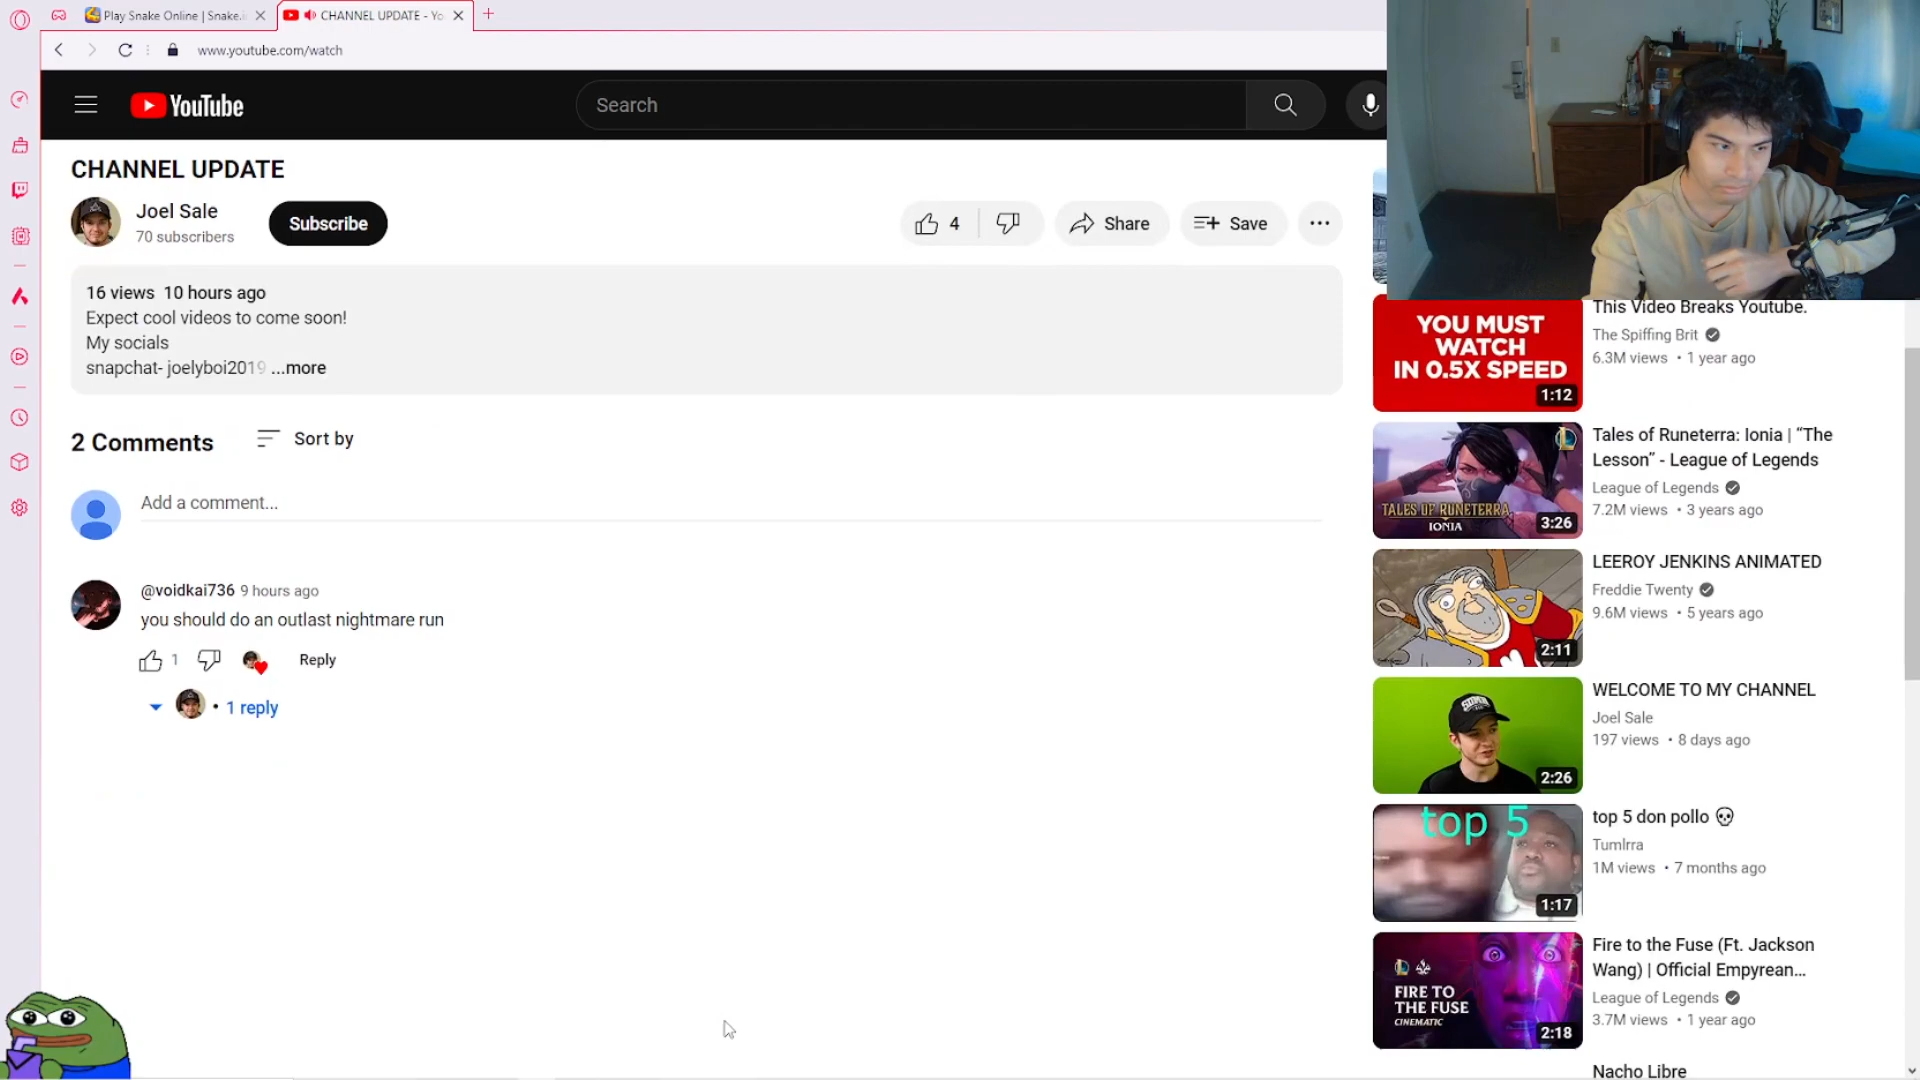 Play Snake Online | Snake.i
CHANNEL UPDATE - Yo
www.youtube.com/watch
YouTube
Search
CHANNEL UPDATE
Joel Sale
70 subscribers
Subscribe
4
Share
Save
16 views 10 hours ago
Expect cool videos to come soon!
My socials
snapchat- joelyboi2019 ...more
2 Comments
Sort by
Add a comment...
@voidkai736 9 hours ago
you should do an outlast nightmare run
1
Reply
• 1 reply
YOU MUST
WATCH
IN 0.5X SPEED
1:12
This Video Breaks Youtube.
The Spiffing Brit
6.3M views • 1 year ago
TALES OF RUNETERRA
IONIA
3:26
Tales of Runeterra: Ionia | “The
Lesson” - League of Legends
League of Legends
7.2M views • 3 years ago
2:11
LEEROY JENKINS ANIMATED
Freddie Twenty
9.6M views • 5 years ago
2:26
WELCOME TO MY CHANNEL
Joel Sale
197 views • 8 days ago
top 5
1:17
top 5 don pollo 💀
Tumlrra
1M views • 7 months ago
FIRE TO
THE FUSE
CINEMATIC
2:18
Fire to the Fuse (Ft. Jackson
Wang) | Official Empyrean...
League of Legends
3.7M views • 1 year ago
Nacho Libre